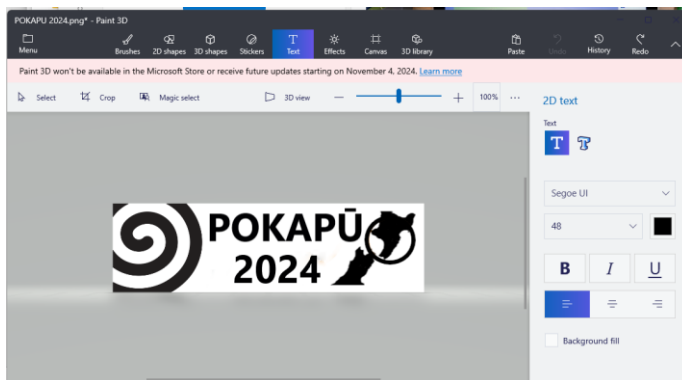 POKAPU 2024.png* - Paint 3D
Menu
Brushes
2D shapes
3D shapes
Stickers
Text
Effects
Canvas
3D library
Paste
Undo
History
Redo
Paint 3D won't be available in the Microsoft Store or receive future updates starting on November 4, 2024. Learn more
Select
Crop
Magic select
3D view
100%
2D text
Text
T
T
Segoe UI
48
B
I
U
Background fill
POKAPŪ
2024